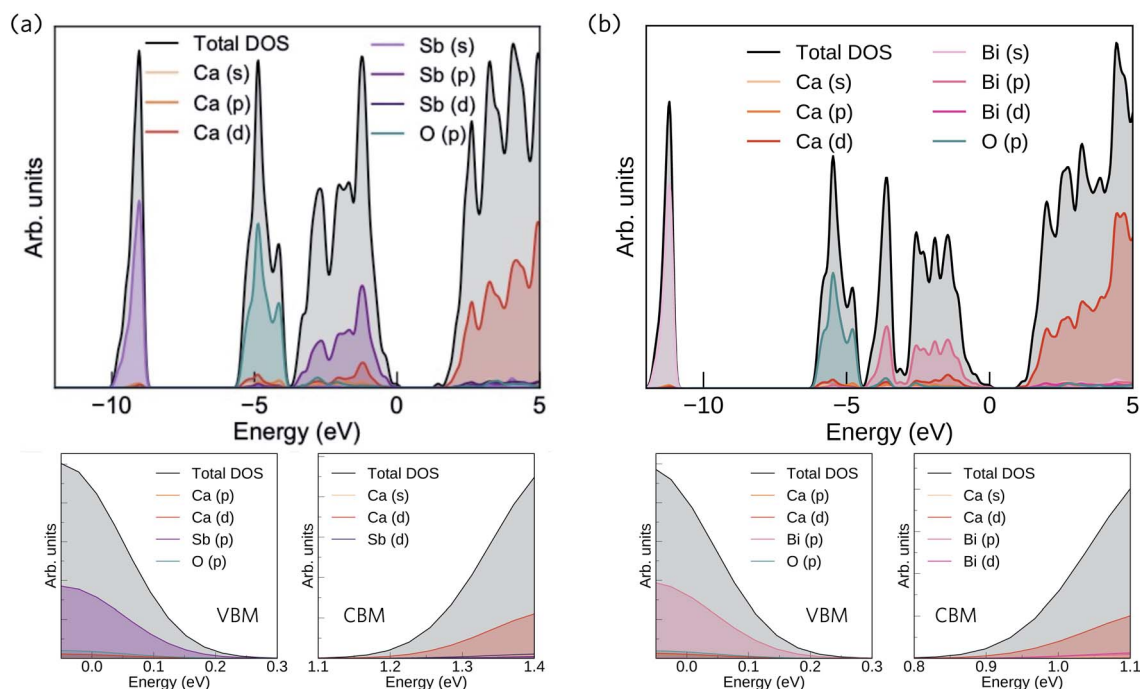 (a)
Total DOS
Ca (s)
Ca (p)
Ca (d)
Sb (s)
Sb (p)
Sb (d)
O (p)
Arb. units
−10
−5
0
5
Energy (eV)
(b)
Total DOS
Ca (s)
Ca (p)
Ca (d)
Bi (s)
Bi (p)
Bi (d)
O (p)
Arb. units
−10
−5
0
5
Energy (eV)
Total DOS
Ca (p)
Ca (d)
Sb (p)
O (p)
VBM
Arb. units
0.0
0.1
0.2
0.3
Energy (eV)
Total DOS
Ca (s)
Ca (d)
Sb (d)
CBM
Arb. units
1.1
1.2
1.3
1.4
Energy (eV)
Total DOS
Ca (p)
Ca (d)
Bi (p)
O (p)
VBM
Arb. units
0.0
0.1
0.2
0.3
Energy (eV)
Total DOS
Ca (s)
Ca (d)
Bi (p)
Bi (d)
CBM
Arb. units
0.8
0.9
1.0
1.1
Energy (eV)